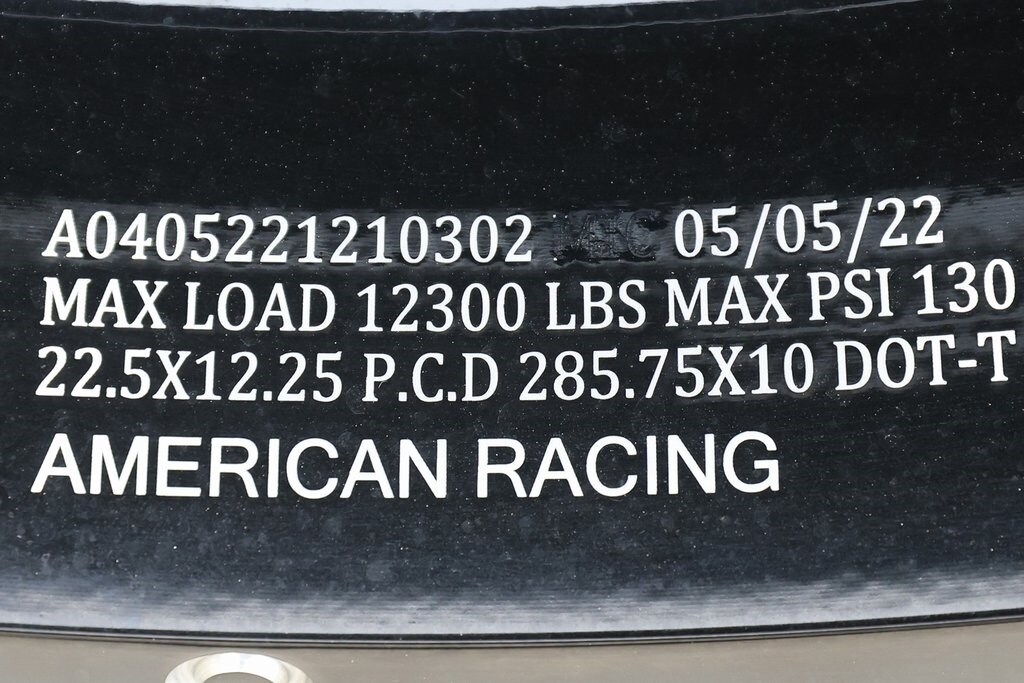 A0405221210302 05/05/22
MAX LOAD 12300 LBS MAX PSI 130
22.5X12.25 P.C.D 285.75X10 DOT-T
AMERICAN RACING